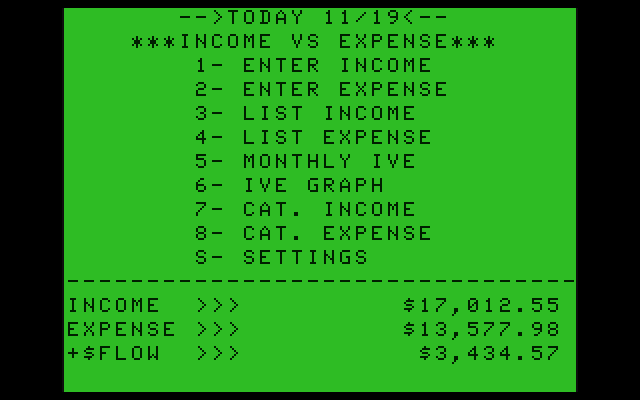 -->TODAY 11/19<--
***INCOME VS EXPENSE***
1- ENTER INCOME
2- ENTER EXPENSE
3- LIST INCOME
4- LIST EXPENSE
5- MONTHLY IVE
6- IVE GRAPH
7- CAT. INCOME
8- CAT. EXPENSE
S- SETTINGS
--------------------------------
INCOME  >>>          $17,012.55
EXPENSE >>>          $13,577.98
+$FLOW  >>>           $3,434.57